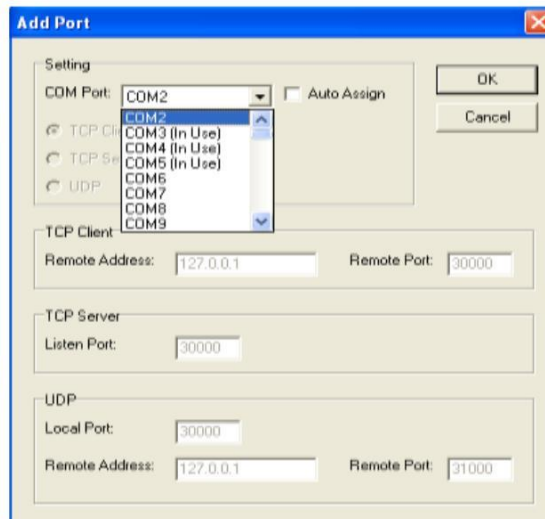 Add Port
Setting
COM Port: COM2 Auto Assign
OK
Cancel
COM2
COM3 (In Use)
COM4 (In Use)
COM5 (In Use)
COM6
COM7
COM8
COM9
TCP Cli
TCP Se
UDP
TCP Client
Remote Address: 127.0.0.1 Remote Port: 30000
TCP Server
Listen Port: 30000
UDP
Local Port: 30000
Remote Address: 127.0.0.1 Remote Port: 31000